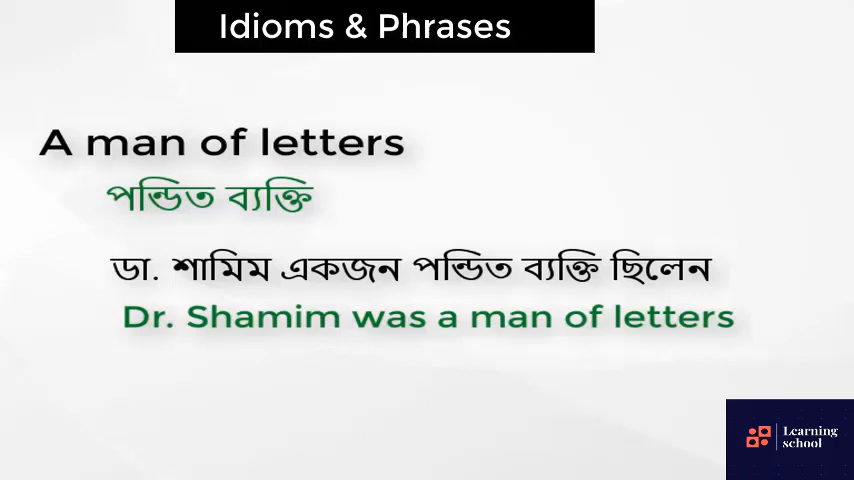 Idioms & Phrases
A man of letters
পন্ডিত ব্যক্তি
ডা. শামিম একজন পন্ডিত ব্যক্তি ছিলেন
Dr. Shamim was a man of letters
Learning
school